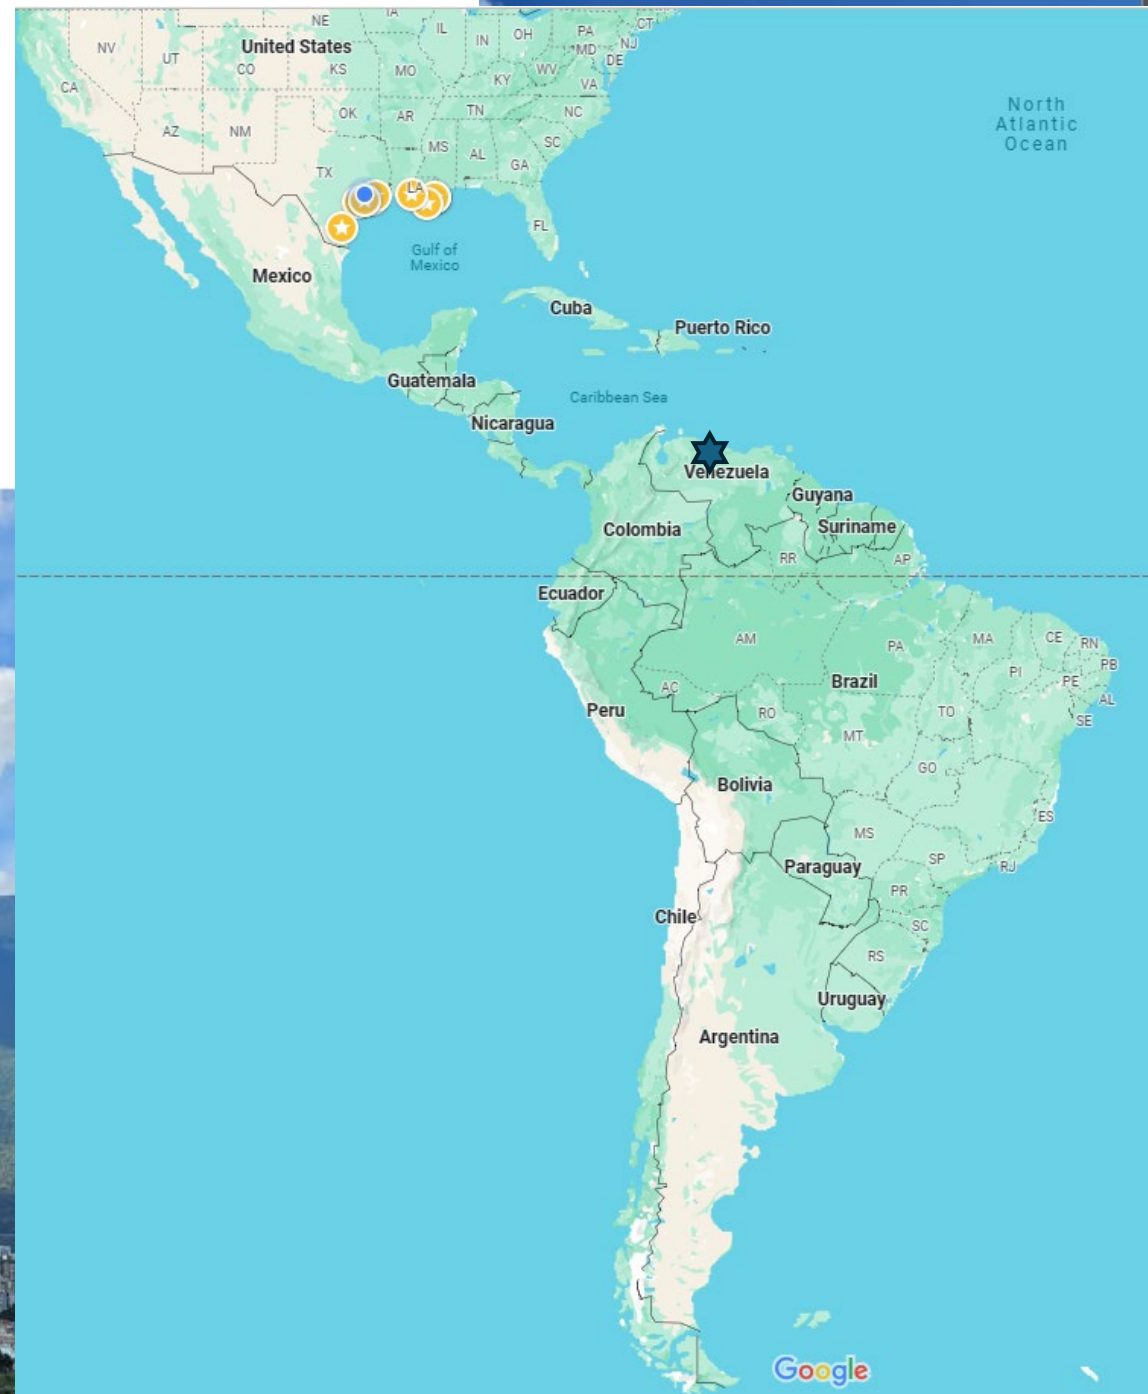 NE
IA
IL
IN
OH
PA
CT
NV
United States
MD
NJ
UT
CO
KS
MO
WV
DE
CA
KY
VA
OK
AR
TN
NC
AZ
NM
MS
AL
SC
TX
GA
LA
FL
North
Atlantic
Ocean
Gulf of
Mexico
Mexico
Cuba
Puerto Rico
Guatemala
Caribbean Sea
Nicaragua
Venezuela
Guyana
Colombia
Suriname
RR
AP
Ecuador
AM
PA
MA
CE
RN
PB
PI
PE
AC
Brazil
AL
Peru
RO
TO
SE
MT
GO
Bolivia
ES
MS
Paraguay
SP
RJ
PR
Chile
SC
RS
Uruguay
Argentina
Google